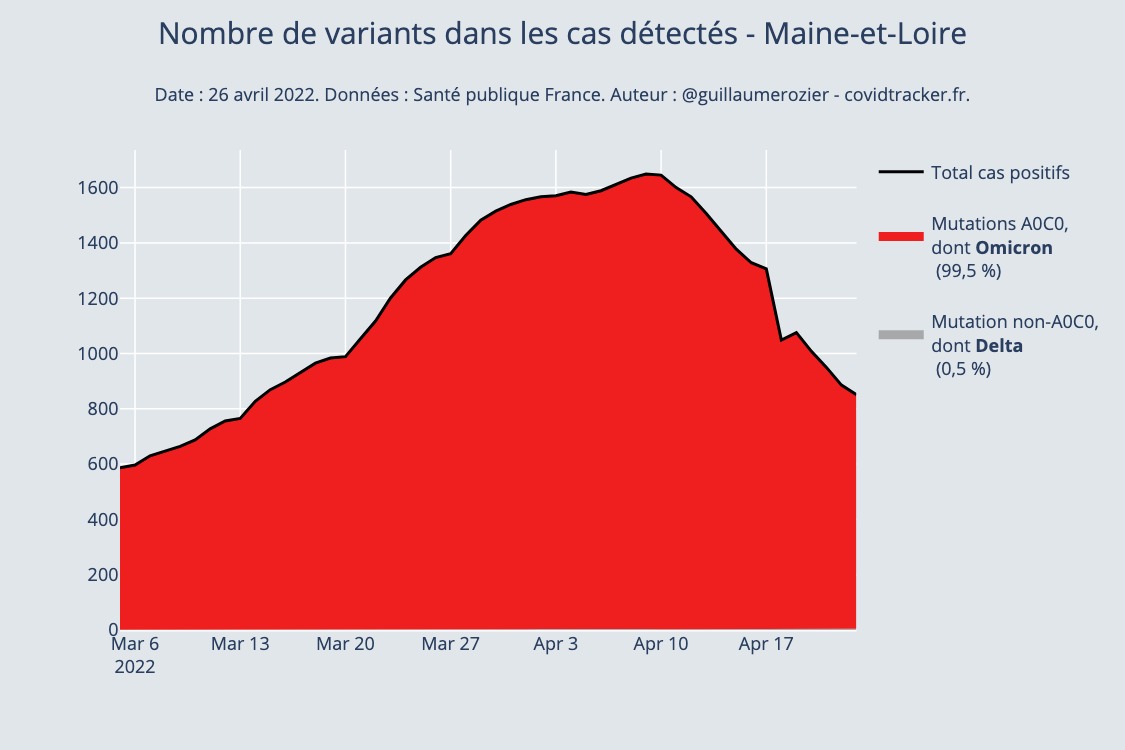 Nombre de variants dans les cas détectés - Maine-et-Loire
Date : 26 avril 2022. Données : Santé publique France. Auteur : @guillaumerozier - covidtracker.fr.
1600
1400
1200
1000
800
600
400
200
0
Mar 6
2022
Mar 13
Mar 20
Mar 27
Apr 3
Apr 10
Apr 17
Total cas positifs
Mutations A0C0,
dont Omicron
(99,5 %)
Mutation non-A0C0,
dont Delta
(0,5 %)